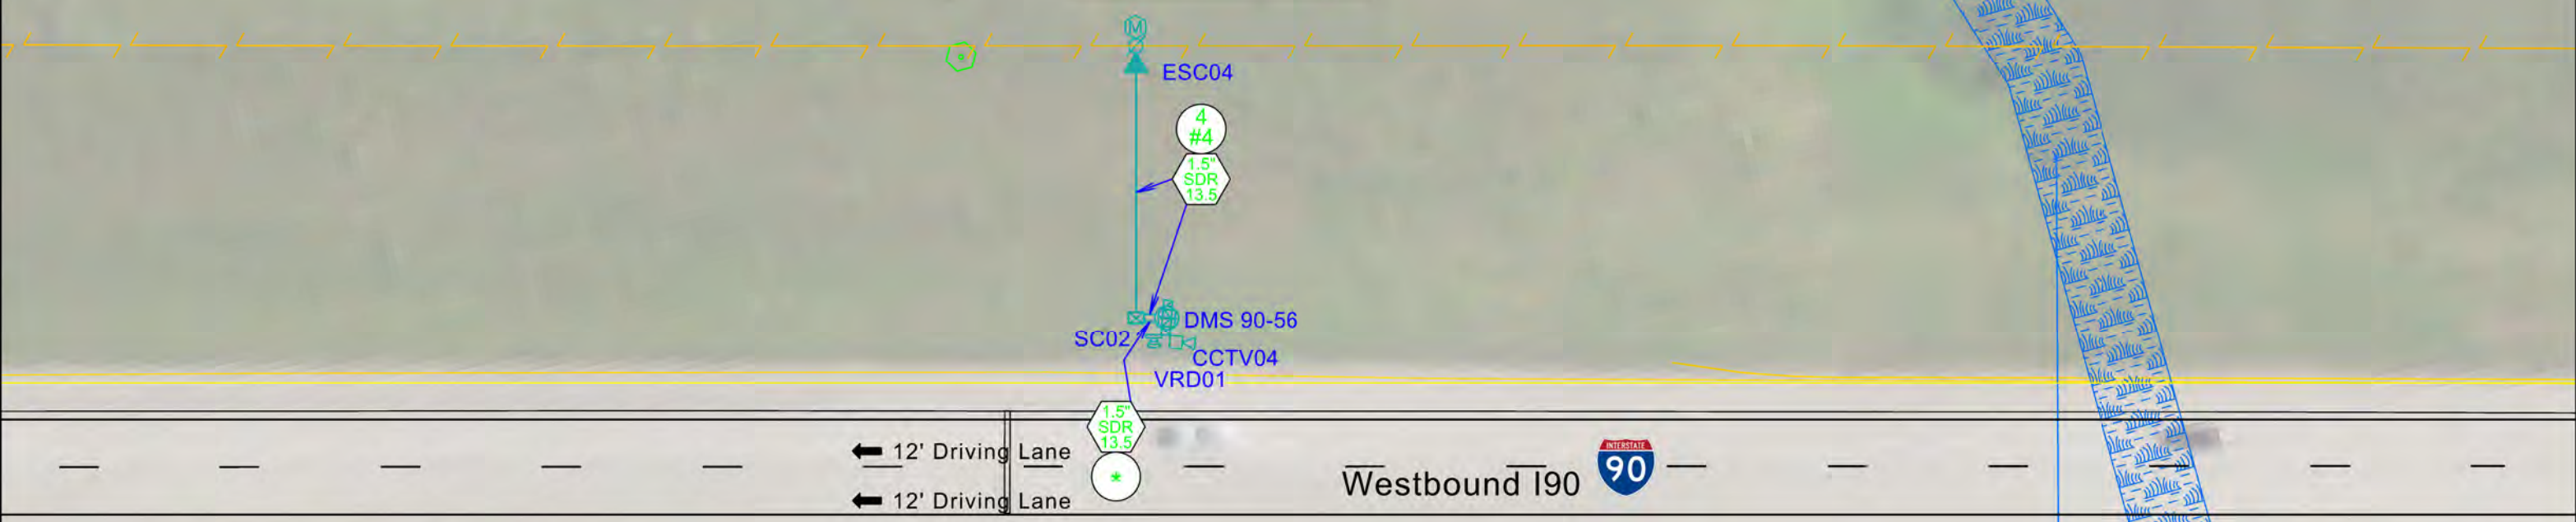 M
ESC04
4
#4
1.5"
SDR
13.5
DMS 90-56
SC02
CCTV04
VRD01
1.5"
SDR
13.5
*
12' Driving Lane
12' Driving Lane
Westbound I90
INTERSTATE
90